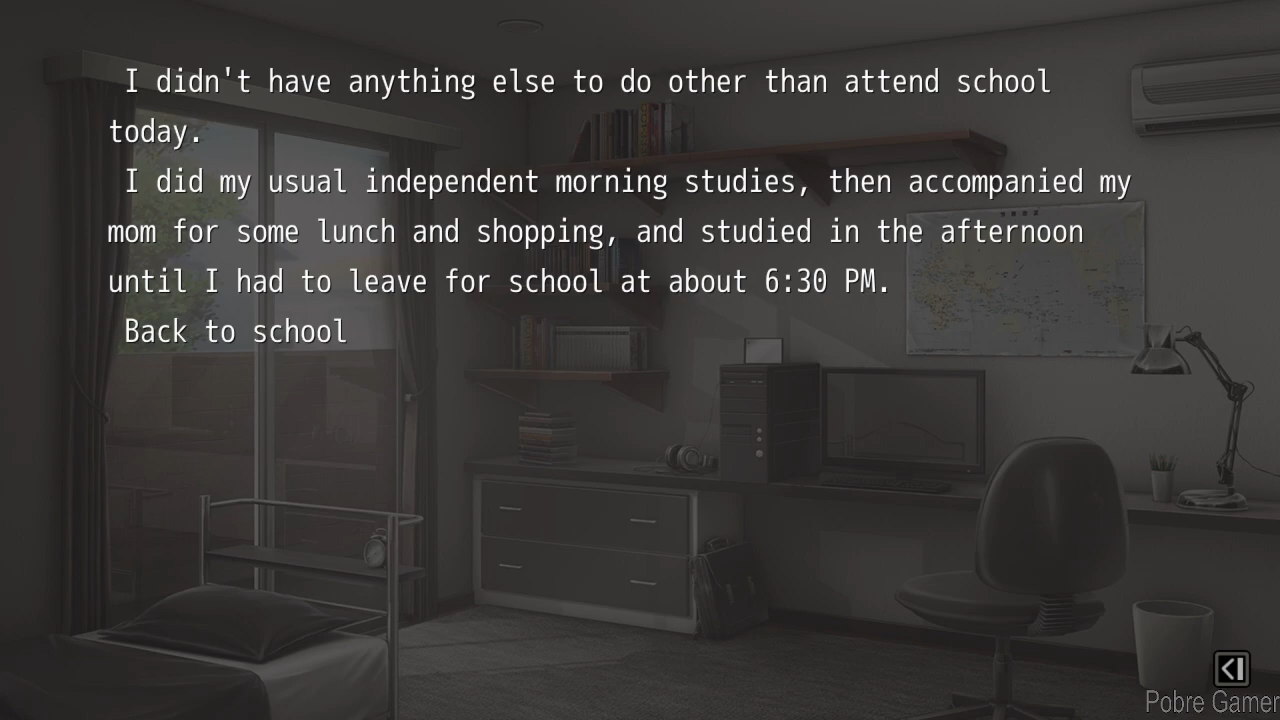 I didn't have anything else to do other than attend school
today.
I did my usual independent morning studies, then accompanied my
mom for some lunch and shopping, and studied in the afternoon
until I had to leave for school at about 6:30 PM.
Back to school
Pobre Gamer